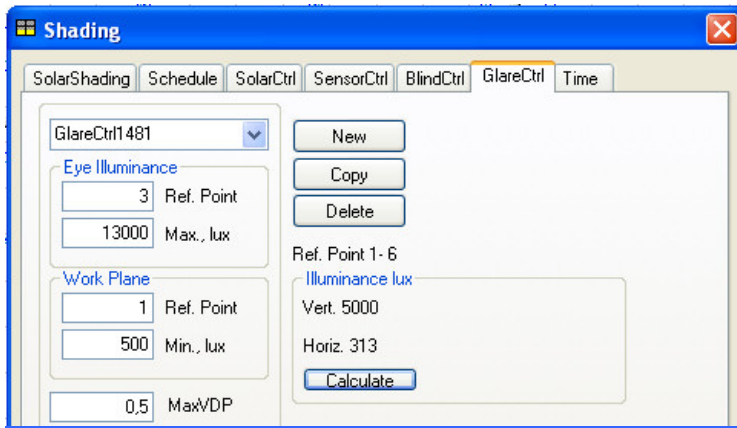 Shading
SolarShading Schedule SolarCtrl SensorCtrl BlindCtrl GlareCtrl Time
GlareCtrl1481
New
Eye Illuminance
Copy
3 Ref. Point
Delete
13000 Max., lux
Ref. Point 1- 6
Work Plane
Illuminance lux
1 Ref. Point
Vert. 5000
500 Min., lux
Horiz. 313
Calculate
0,5 MaxVDP